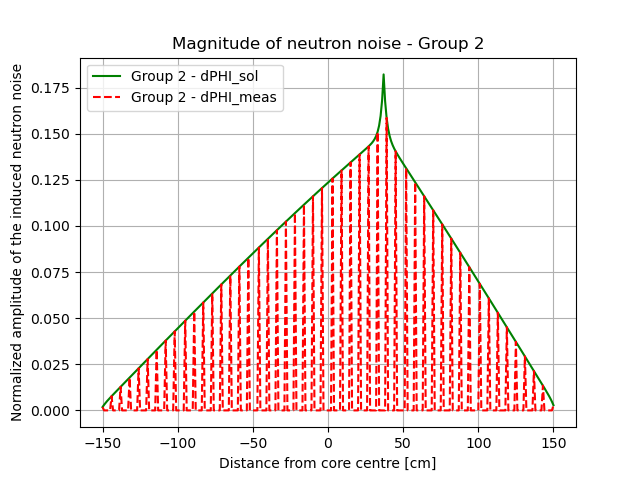 Magnitude of neutron noise - Group 2
Group 2 - dPHI_sol
Group 2 - dPHI_meas
Normalized amplitude of the induced neutron noise
0.175
0.150
0.125
0.100
0.075
0.050
0.025
0.000
−150 −100 −50 0 50 100 150
Distance from core centre [cm]